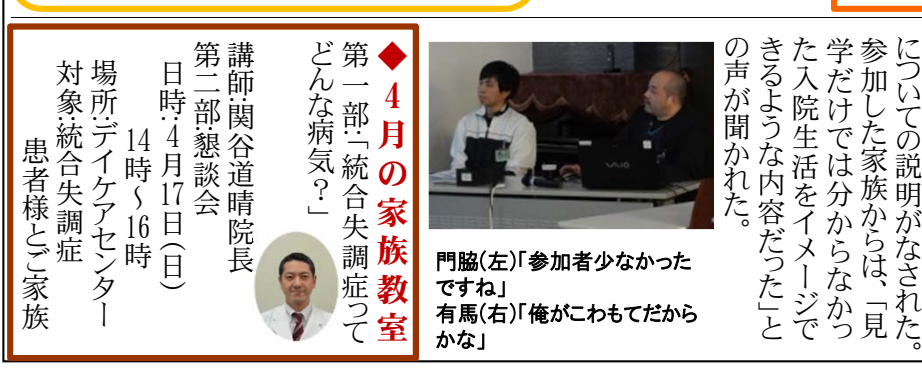 についての説明がなされた。
参加した家族からは、「見
学だけでは分からなかっ
た入院生活をイメージで
きるような内容だった」と
の声が聞かれた。
VAIO
門脇(左)「参加者少なかった
ですね」
有馬(右)「俺がこわもてだから
かな」
◆4月の家族教室
第一部:「統合失調症って
どんな病気？」
講師:関谷道晴院長
第二部:懇談会
日時:4月17日(日)
14時～16時
場所:デイケアセンター
対象:統合失調症
患者様とご家族